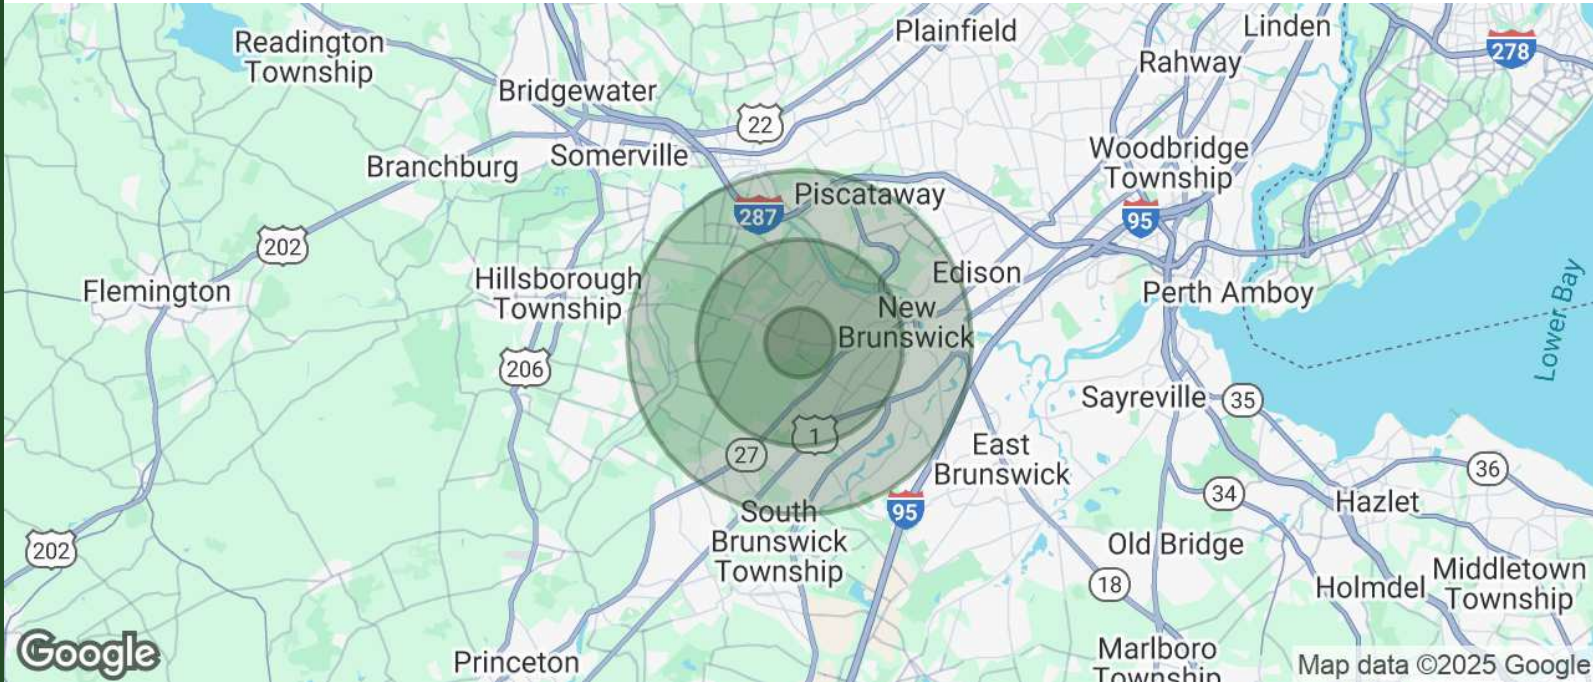 Plainfield
Linden
Readington
Township
278
Rahway
Bridgewater
22
Woodbridge
Township
Somerville
Branchburg
Piscataway
287
95
202
Edison
Hillsborough
Township
Flemington
Perth Amboy
New
Brunswick
Lower Bay
206
Sayreville
35
1
27
East
Brunswick
36
34
Hazlet
95
South
Brunswick
Township
202
Old Bridge
18
Holmdel
Middletown
Township
Google
Princeton
Marlboro
Township
Map data ©2025 Google